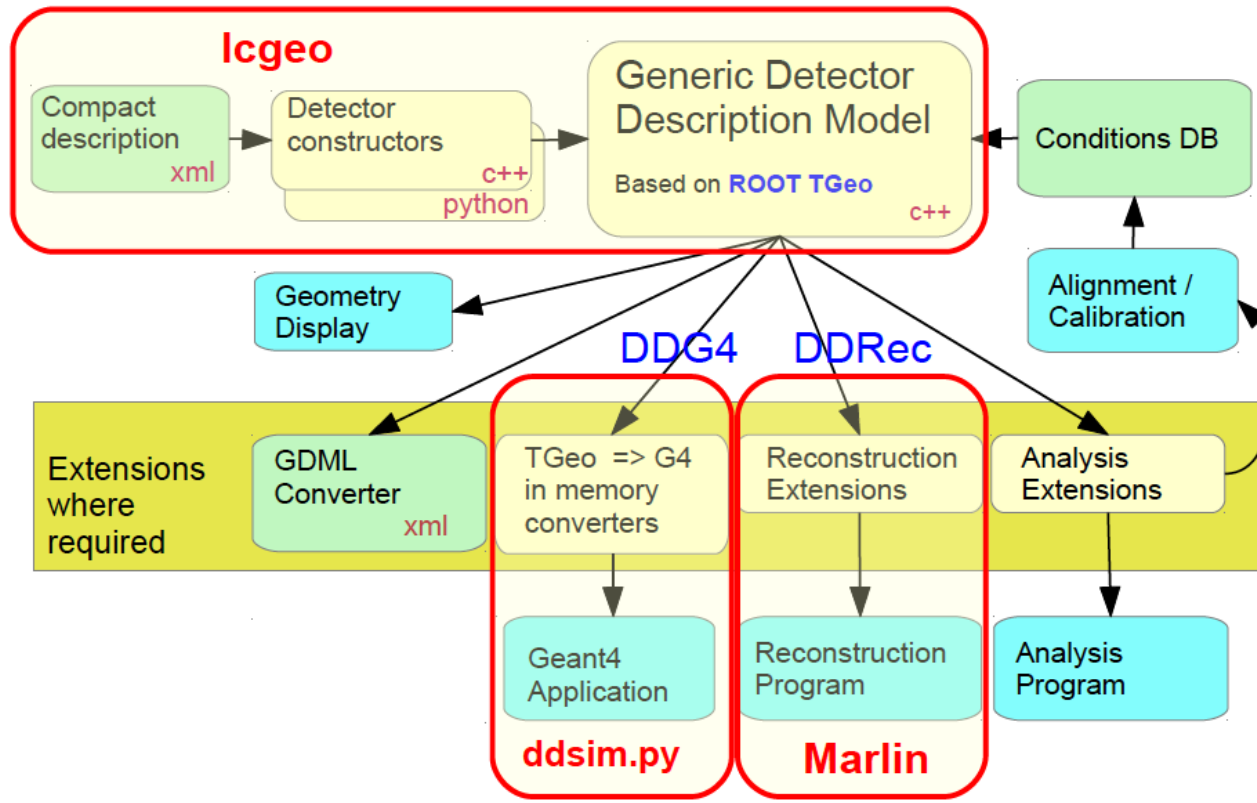 lcgeo
Compact
description
xml
Detector
constructors
c++
python
Generic Detector
Description Model
Based on ROOT TGeo
c++
Conditions DB
Geometry
Display
Alignment /
Calibration
DDG4
DDRec
Extensions
where
required
GDML
Converter
xml
TGeo => G4
in memory
converters
Reconstruction
Extensions
Analysis
Extensions
Geant4
Application
Reconstruction
Program
Analysis
Program
ddsim.py
Marlin